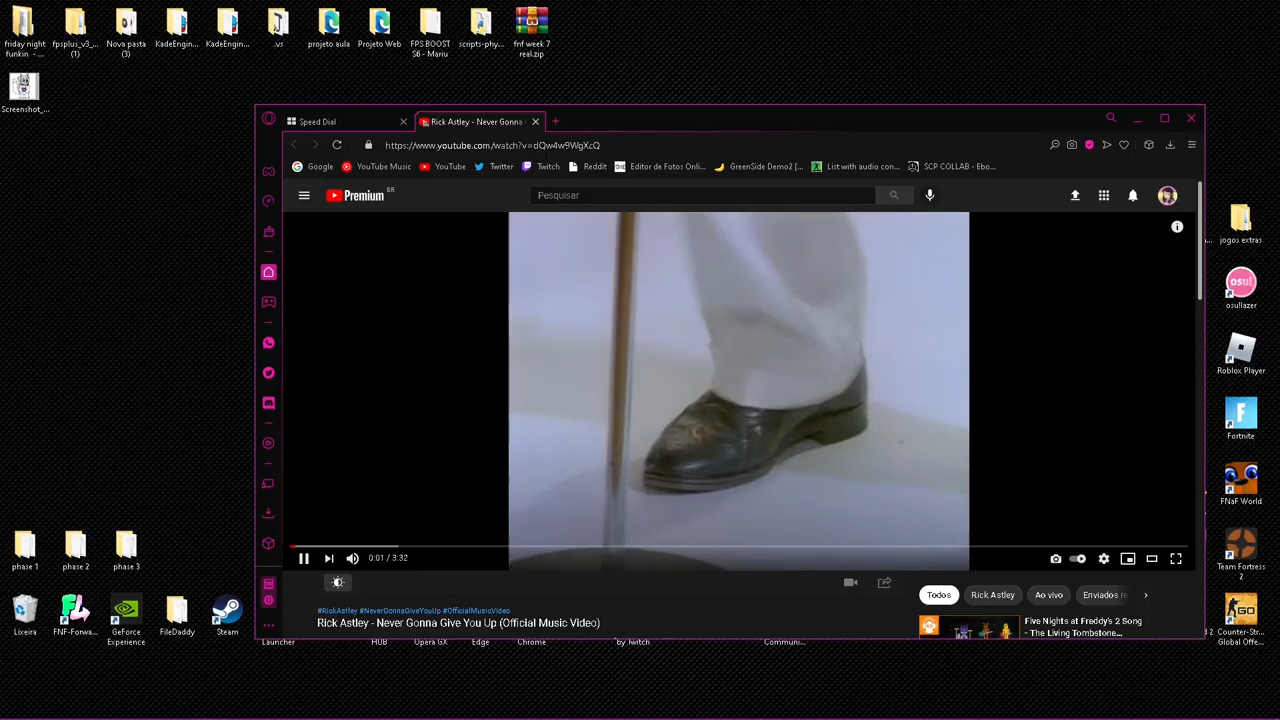 friday night
funkin  - ...
fpsplus_v3_...
(1)
Nova pasta
(3)
KadeEngin...
KadeEngin...
.vs
projeto aula
Projeto Web
FPS.BOOST
S6 - Mariu
scripts-phy...
fnf week 7
real.zip
Screenshot_...
Speed Dial
Rick Astley - Never Gonna
https://www.youtube.com/watch?v=dQw4w9WgXcQ
Google
YouTube Music
YouTube
Twitter
Twitch
Reddit
Editor de Fotos Onli...
GreenSide Demo2 [...
List with audio con...
SCP COLLAB - Ebo...
Premium BR
Pesquisar
jogos extras
osu!
osullazer
Roblox Player
Fortnite
FNaF World
Team Fortress
2
GO
Counter-Str...
Global Offe...
0:01 / 3:32
Todos
Rick Astley
Ao vivo
Enviados re
#RickAstley #NeverGonnaGiveYouUp #OfficialMusicVideo
Rick Astley - Never Gonna Give You Up (Official Music Video)
Five Nights at Freddy's 2 Song
- The Living Tombstone...
phase 1
phase 2
phase 3
Lixeira
FNF-Forwa...
GeForce
Experience
FileDaddy
Steam
Launcher
HUB
Opera GX
Edge
Chrome
by Twitch
Communi...